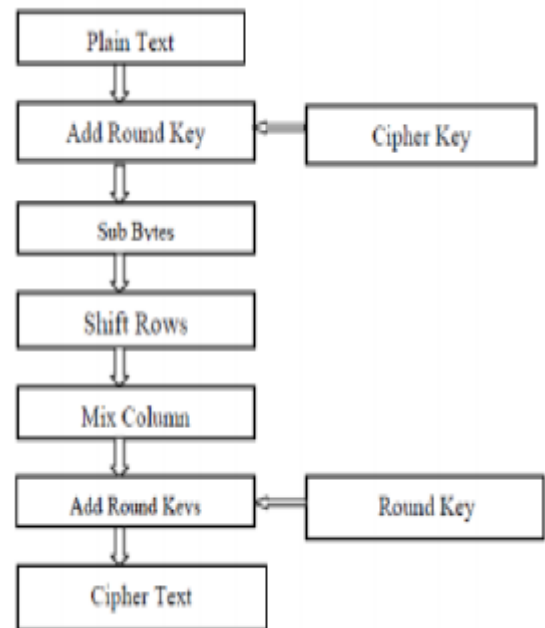 Plain Text
Add Round Key
Cipher Key
Sub Bytes
Shift Rows
Mix Column
Add Round Keys
Round Key
Cipher Text